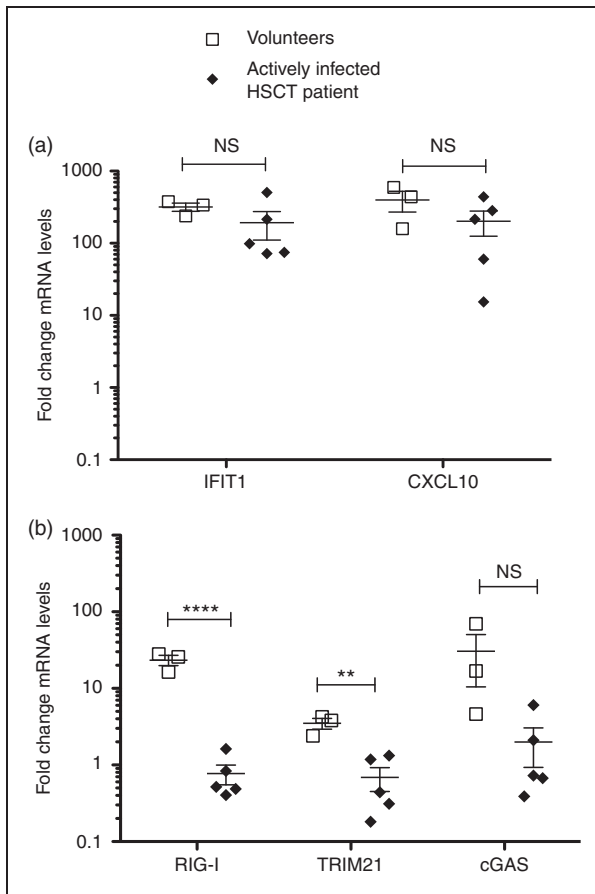 Volunteers
Actively infected
HSCT patient
(a)
NS
NS
1000
100
10
1
0.1
Fold change mRNA levels
IFIT1
CXCL10
(b)
1000
100
10
1
0.1
Fold change mRNA levels
****
**
NS
RIG-I
TRIM21
cGAS